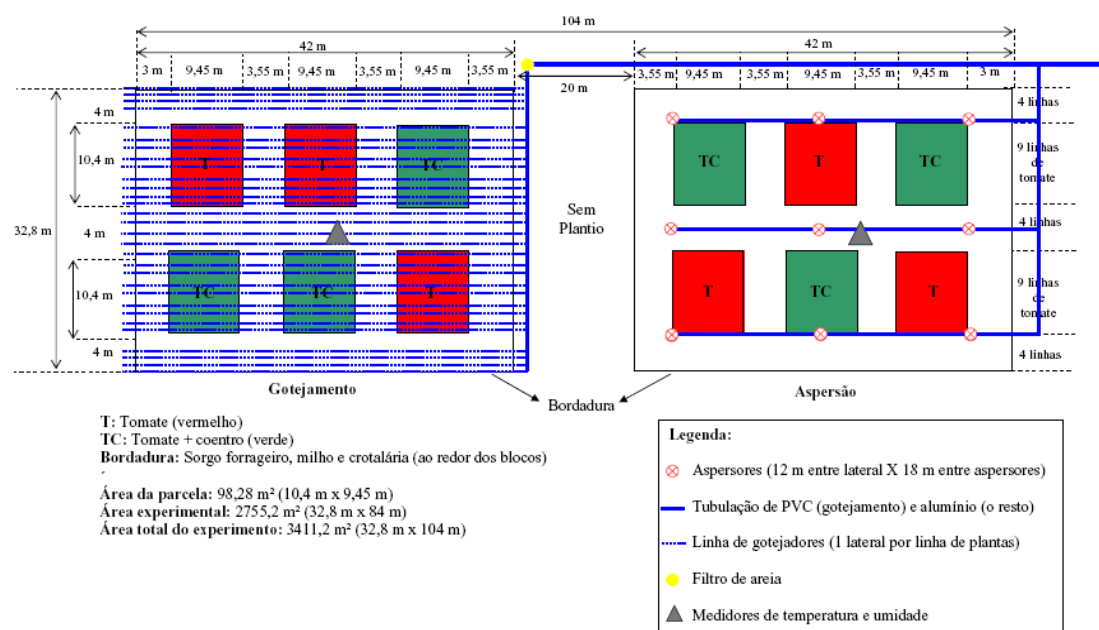 104 m
42 m
42 m
3 m 9,45 m 3,55 m 9,45 m 3,55 m 9,45 m 3,55 m
20 m
3,55 m 9,45 m 3,55 m 9,45 m 3,55 m 9,45 m 3 m
4 m
10,4 m
4 m
10,4 m
4 m
32,8 m
T T TC
TC TC T
Sem
Plantio
TC T TC
T TC T
4 linhas
9 linhas
de
tomate
4 linhas
9 linhas
de
tomate
4 linhas
Gotejamento
Bordadura
Aspersão
T: Tomate (vermelho)
TC: Tomate + coentro (verde)
Bordadura: Sorgo forrageiro, milho e crotalária (ao redor dos blocos)
´
Área da parcela: 98,28 m² (10,4 m x 9,45 m)
Área experimental: 2755,2 m² (32,8 m x 84 m)
Área total do experimento: 3411,2 m² (32,8 m x 104 m)
Legenda:
Aspersores (12 m entre lateral X 18 m entre aspersores)
Tubulação de PVC (gotejamento) e alumínio (o resto)
Linha de gotejadores (1 lateral por linha de plantas)
Filtro de areia
Medidores de temperatura e umidade